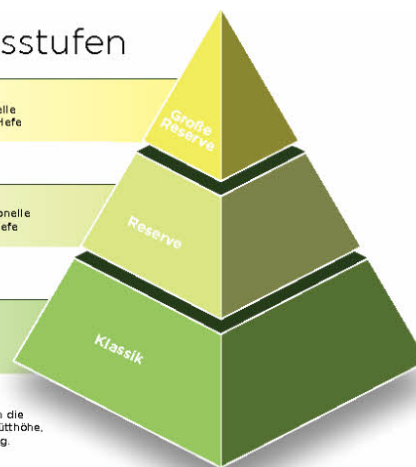 sstufen
elle
Hefe
Große
Reserve
onelle
efe
Reserve
Klassik
n die
ütthöhe,
g.